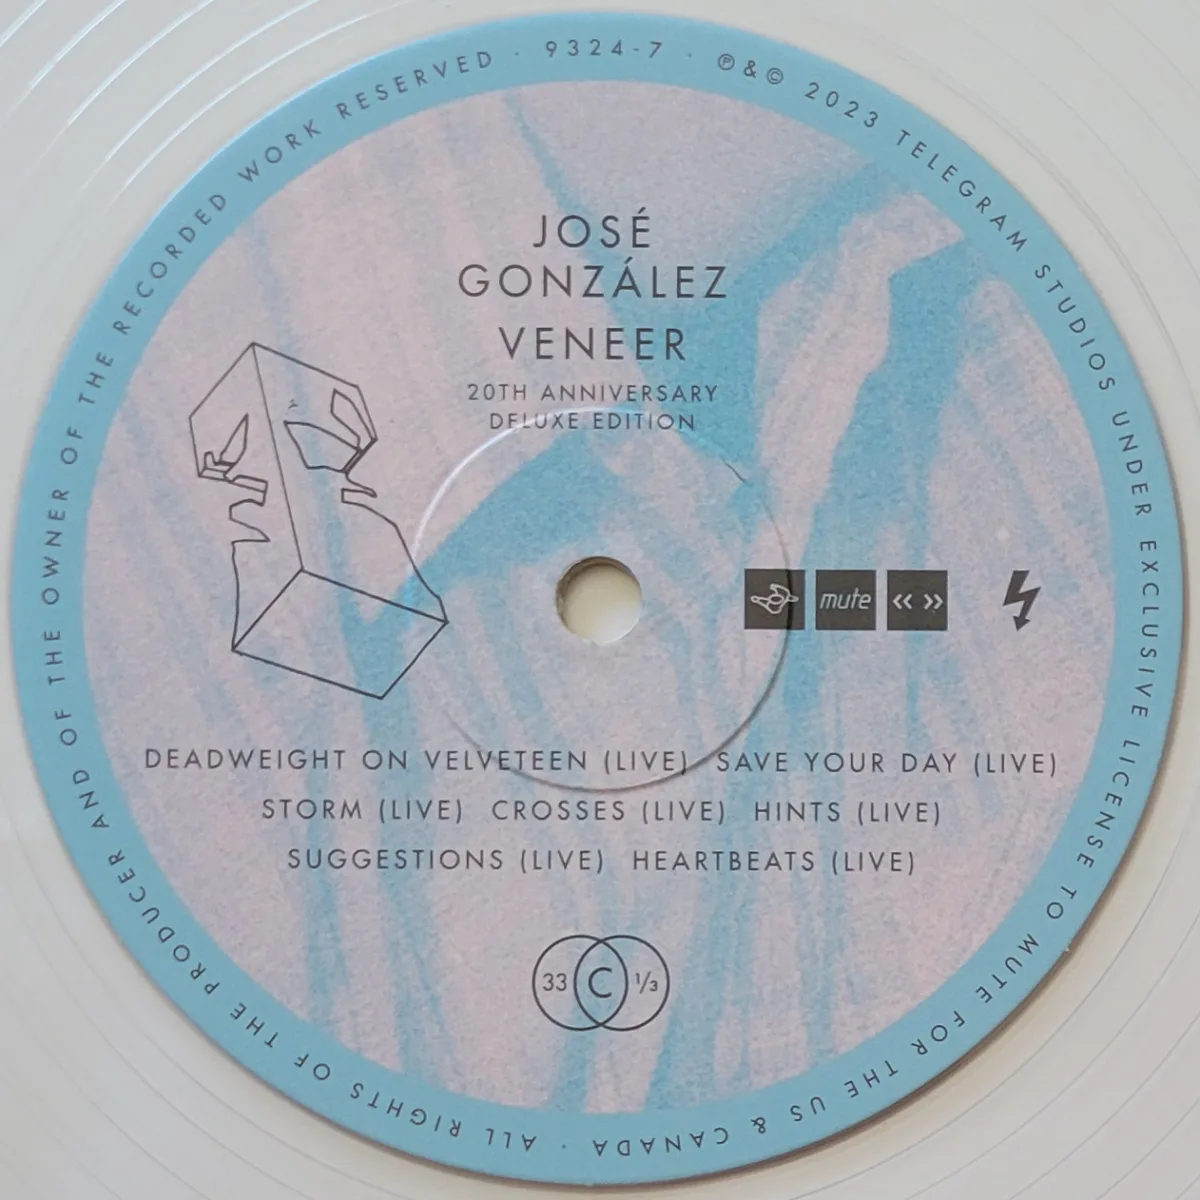 JOSÉ
GONZÁLEZ
VENEER
20TH ANNIVERSARY
DELUXE EDITION
mute
DEADWEIGHT ON VELVETEEN (LIVE) SAVE YOUR DAY (LIVE)
STORM (LIVE) CROSSES (LIVE) HINTS (LIVE)
SUGGESTIONS (LIVE) HEARTBEATS (LIVE)
33 C 1/3
9324-7 · ℗ & © 2023 TELEGRAM STUDIOS UNDER EXCLUSIVE LICENSE TO MUTE FOR THE US & CANADA · ALL RIGHTS OF THE PRODUCER AND OF THE OWNER OF THE RECORDED WORK RESERVED ·